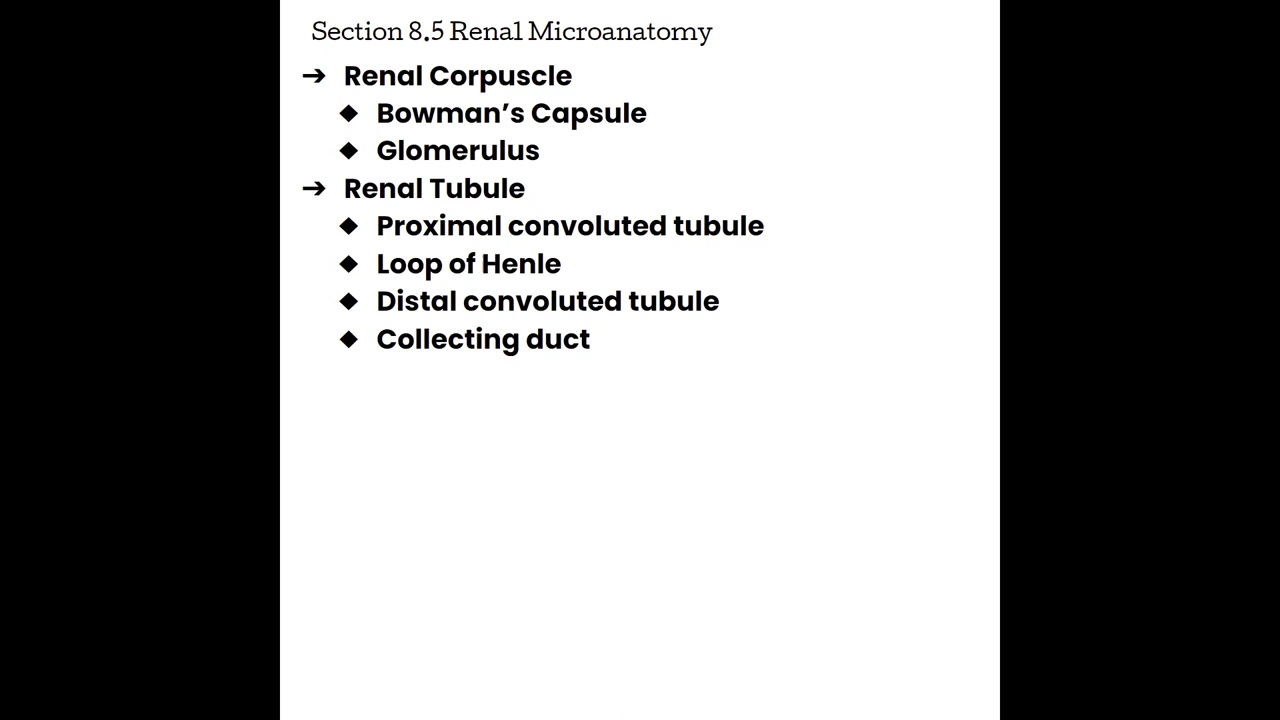 Section 8.5 Renal Microanatomy
➔ Renal Corpuscle
◆ Bowman’s Capsule
◆ Glomerulus
➔ Renal Tubule
◆ Proximal convoluted tubule
◆ Loop of Henle
◆ Distal convoluted tubule
◆ Collecting duct